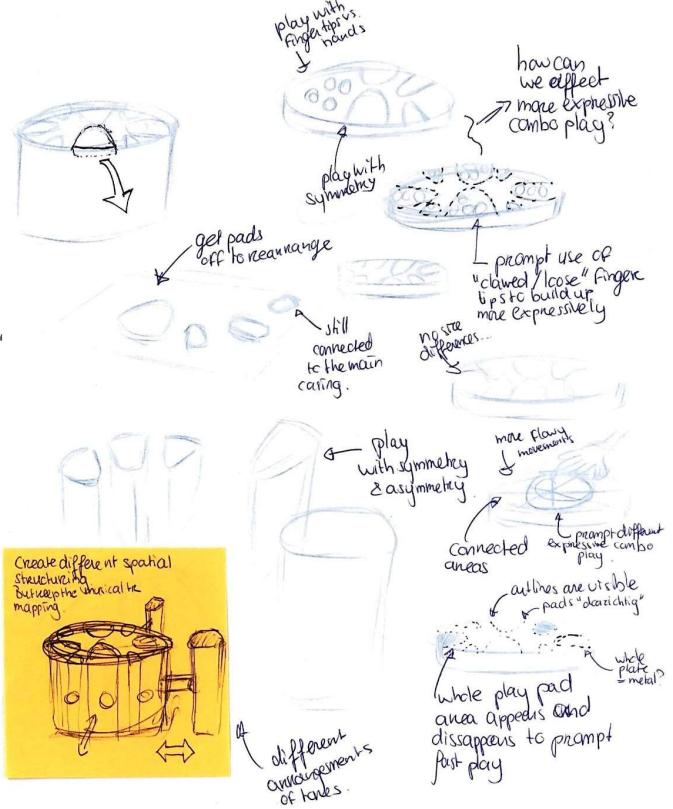 play with
fingertips vs.
hands
how can
we affect
more expressive
combo play?
play with
symmetry
get pads
off to rearrange
prompt use of
"clawed/loose" finger
tips to build up
more expressively
still
connected
to the main
casing.
no size
differences...
play
with symmetry
& asymmetry
more flowy
movements
connected
areas
prompt different
expressive combo
play.
Create different spatial
structuring
but keep the
mapping.
outlines are visible
pads
whole
plate
= metal?
whole play pad
area appears and
dissappears to prompt
fast play
different
arrangements
of tones.